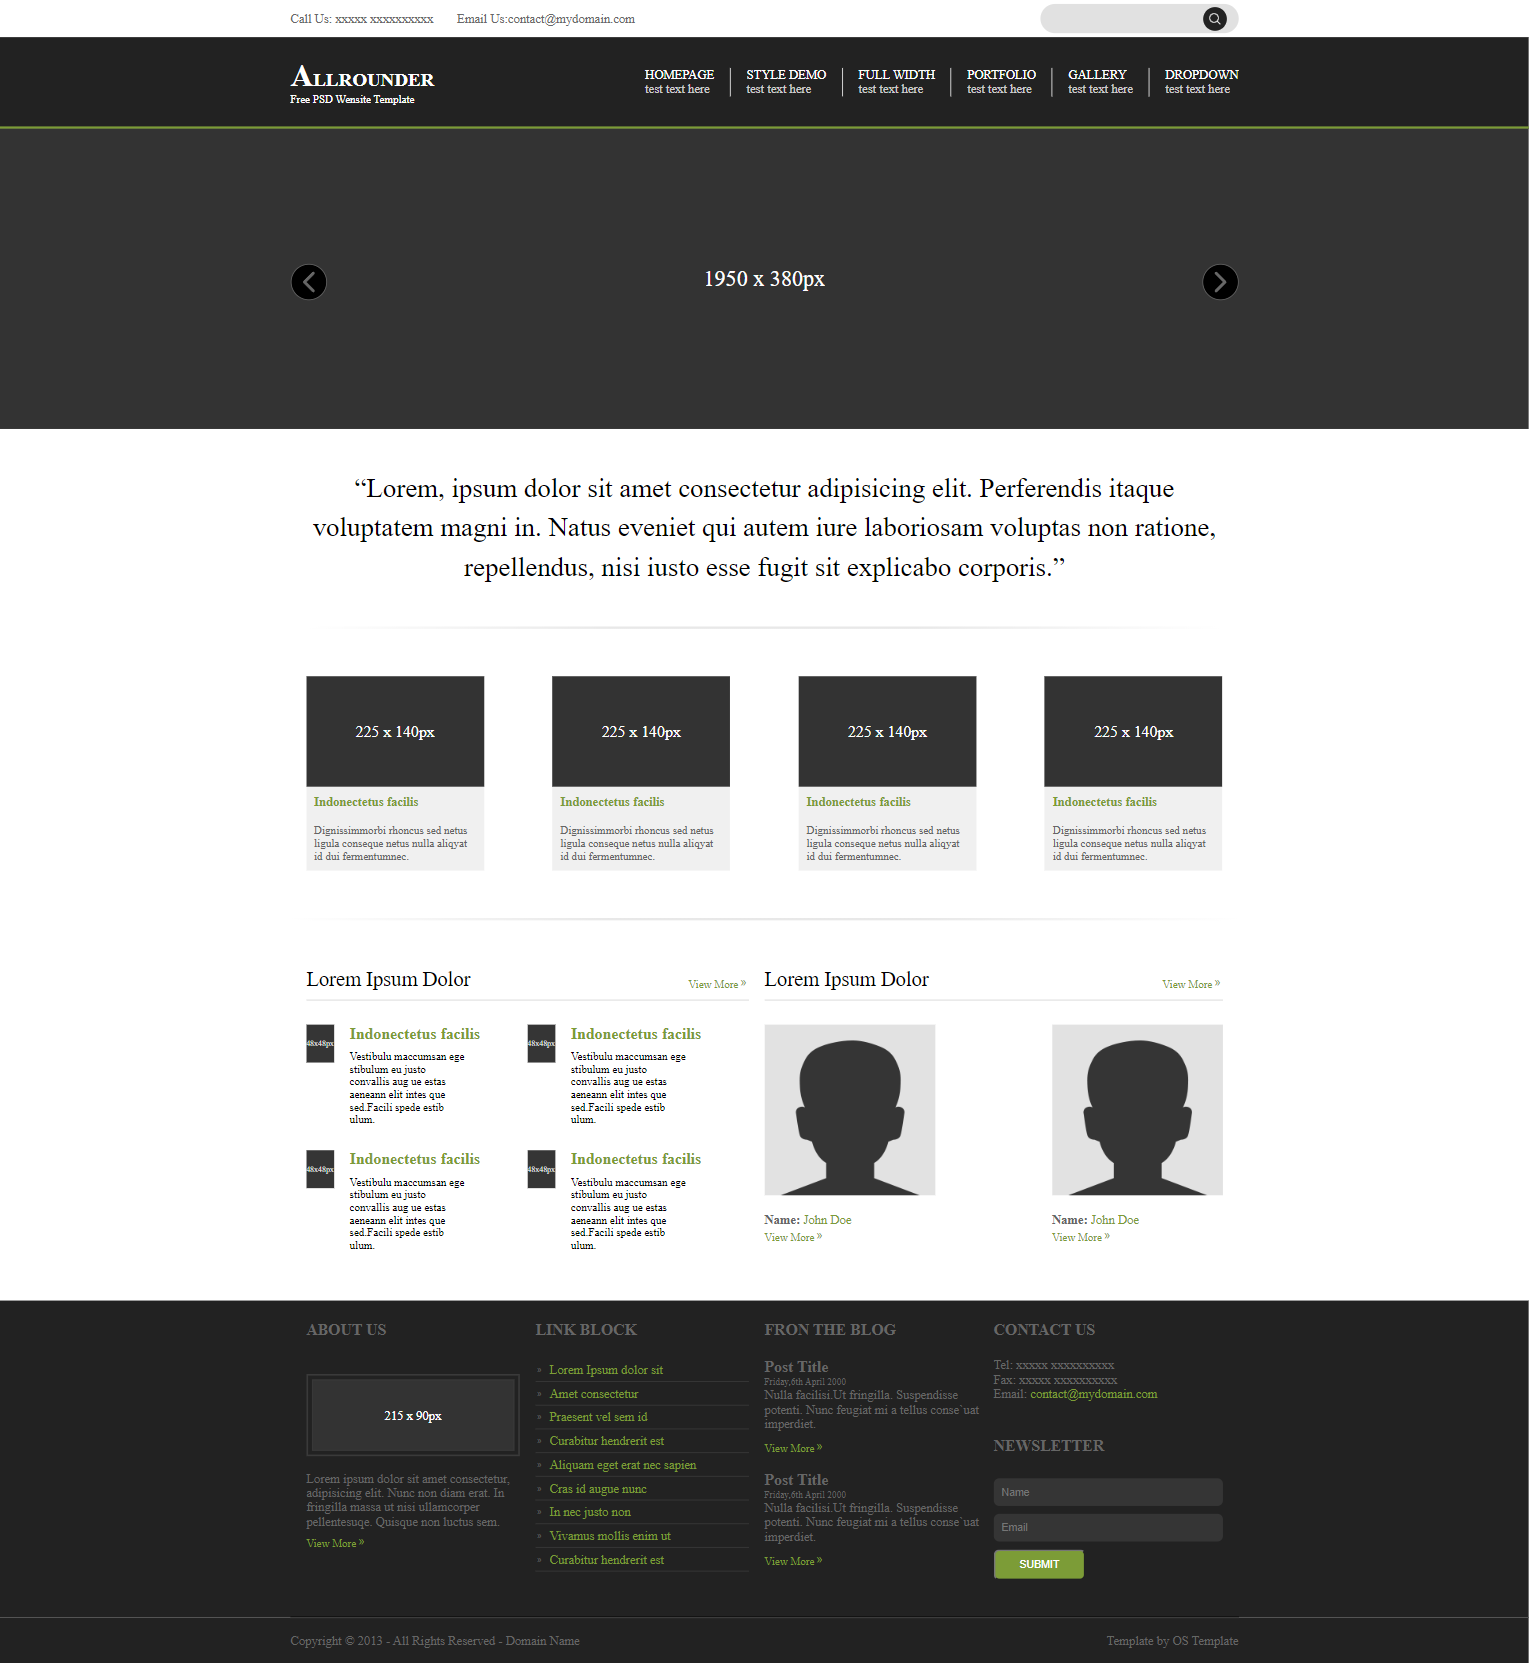 Call Us: xxxxx xxxxxxxxxx Email Us:contact@mydomain.com
ALLROUNDER
Free PSD Wensite Template
HOMEPAGE
test text here
STYLE DEMO
test text here
FULL WIDTH
test text here
PORTFOLIO
test text here
GALLERY
test text here
DROPDOWN
test text here
1950 x 380px
“Lorem, ipsum dolor sit amet consectetur adipisicing elit. Perferendis itaque
voluptatem magni in. Natus eveniet qui autem iure laboriosam voluptas non ratione,
repellendus, nisi iusto esse fugit sit explicabo corporis.”
225 x 140px
Indonectetus facilis
Dignissimmorbi rhoncus sed netus
ligula conseque netus nulla aliqyat
id dui fermentumnec.
225 x 140px
Indonectetus facilis
Dignissimmorbi rhoncus sed netus
ligula conseque netus nulla aliqyat
id dui fermentumnec.
225 x 140px
Indonectetus facilis
Dignissimmorbi rhoncus sed netus
ligula conseque netus nulla aliqyat
id dui fermentumnec.
225 x 140px
Indonectetus facilis
Dignissimmorbi rhoncus sed netus
ligula conseque netus nulla aliqyat
id dui fermentumnec.
Lorem Ipsum Dolor View More »
48x48px
Indonectetus facilis
Vestibulu maccumsan ege
stibulum eu justo
convallis aug ue estas
aeneann elit intes que
sed.Facili spede estib
ulum.
48x48px
Indonectetus facilis
Vestibulu maccumsan ege
stibulum eu justo
convallis aug ue estas
aeneann elit intes que
sed.Facili spede estib
ulum.
48x48px
Indonectetus facilis
Vestibulu maccumsan ege
stibulum eu justo
convallis aug ue estas
aeneann elit intes que
sed.Facili spede estib
ulum.
48x48px
Indonectetus facilis
Vestibulu maccumsan ege
stibulum eu justo
convallis aug ue estas
aeneann elit intes que
sed.Facili spede estib
ulum.
Lorem Ipsum Dolor View More »
Name: John Doe
View More »
Name: John Doe
View More »
ABOUT US
215 x 90px
Lorem ipsum dolor sit amet consectetur,
adipisicing elit. Nunc non diam erat. In
fringilla massa ut nisi ullamcorper
pellentesuqe. Quisque non luctus sem.
View More »
LINK BLOCK
» Lorem Ipsum dolor sit
» Amet consectetur
» Praesent vel sem id
» Curabitur hendrerit est
» Aliquam eget erat nec sapien
» Cras id augue nunc
» In nec justo non
» Vivamus mollis enim ut
» Curabitur hendrerit est
FRON THE BLOG
Post Title
Friday,6th April 2000
Nulla facilisi.Ut fringilla. Suspendisse
potenti. Nunc feugiat mi a tellus conse`uat
imperdiet.
View More »
Post Title
Friday,6th April 2000
Nulla facilisi.Ut fringilla. Suspendisse
potenti. Nunc feugiat mi a tellus conse`uat
imperdiet.
View More »
CONTACT US
Tel: xxxxx xxxxxxxxxx
Fax: xxxxx xxxxxxxxxx
Email: contact@mydomain.com
NEWSLETTER
Name
Email
SUBMIT
Copyright © 2013 - All Rights Reserved - Domain Name
Template by OS Template